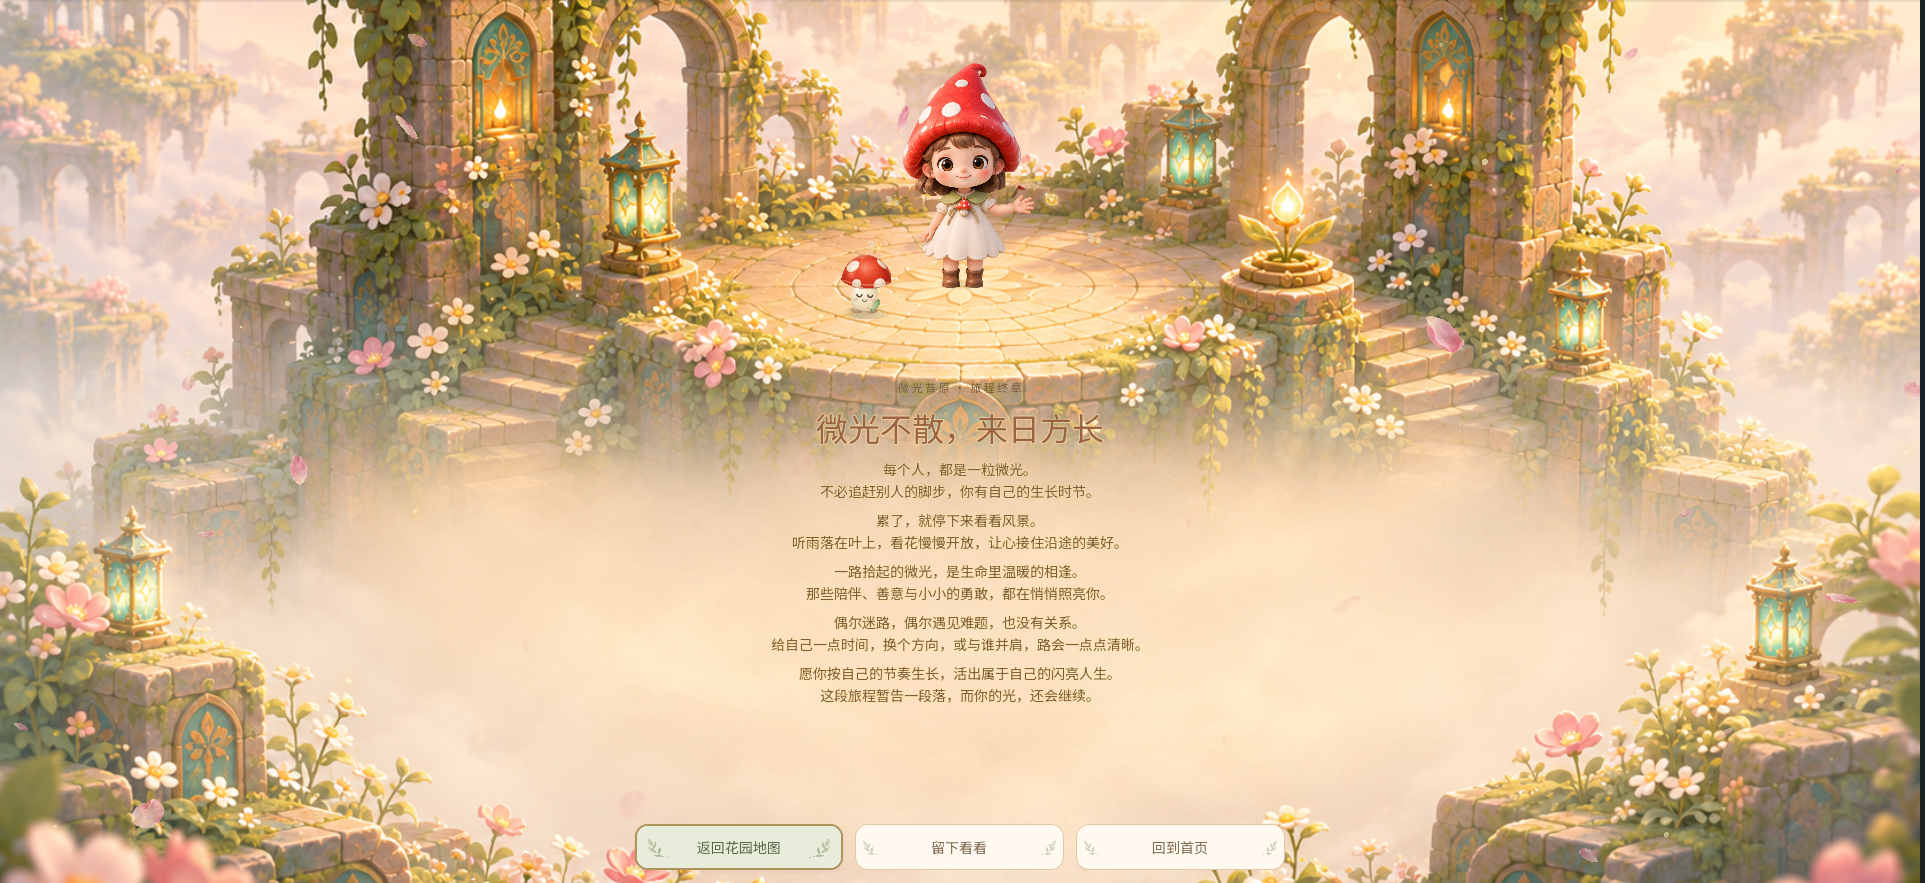 微光苔原 · 旅程终章
微光不散，来日方长
每个人，都是一粒微光。
不必追赶别人的脚步，你有自己的生长时节。
累了，就停下来看看风景。
听雨落在叶上，看花慢慢开放，让心接住沿途的美好。
一路拾起的微光，是生命里温暖的相逢。
那些陪伴、善意与小小的勇敢，都在悄悄照亮你。
偶尔迷路，偶尔遇见难题，也没有关系。
给自己一点时间，换个方向，或与谁并肩，路会一点点清晰。
愿你按自己的节奏生长，活出属于自己的闪亮人生。
这段旅程暂告一段落，而你的光，还会继续。
返回花园地图
留下看看
回到首页